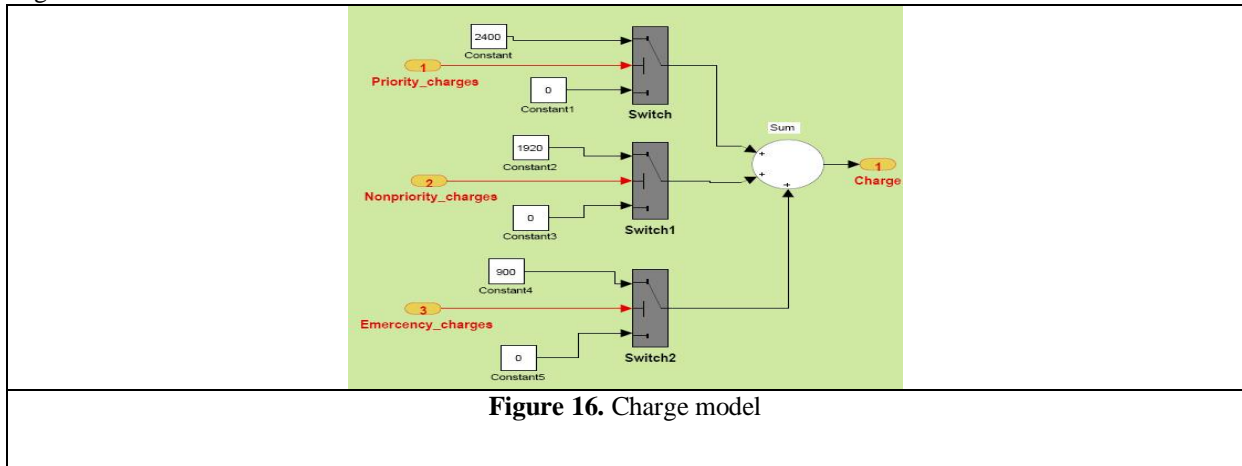 2400
Constant
1
Priority_charges
0
Constant1
Switch
Sum
+
+
+
1
Charge
1920
Constant2
2
Nonpriority_charges
0
Constant3
Switch1
900
Constant4
3
Emercency_charges
0
Constant5
Switch2
Figure 16. Charge model